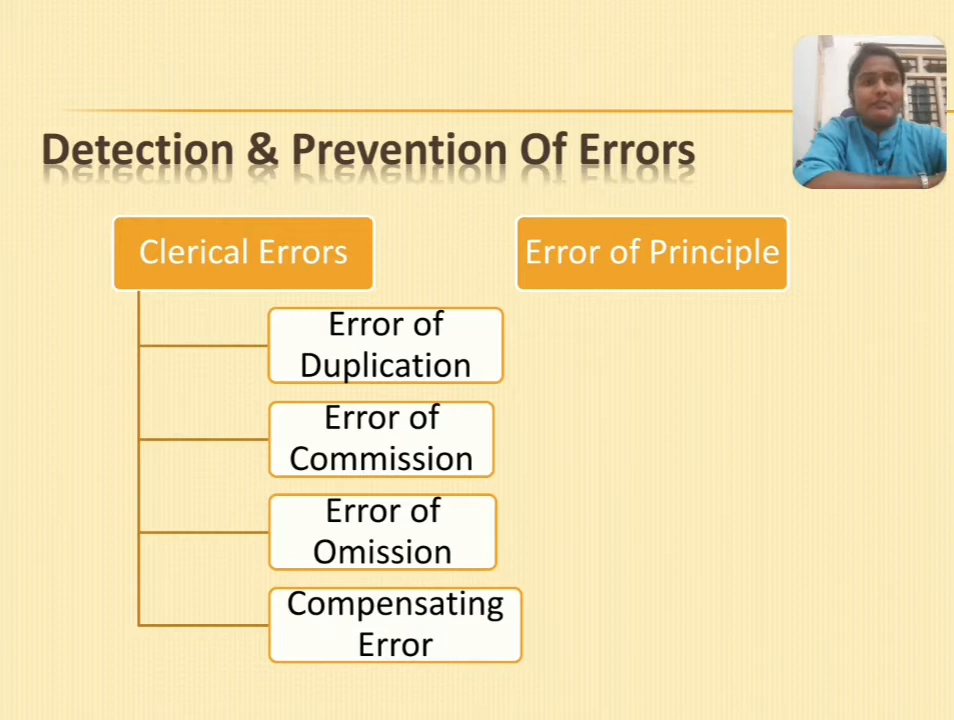 Detection & Prevention Of Errors
Clerical Errors
Error of
Duplication
Error of
Commission
Error of
Omission
Compensating
Error
Error of Principle